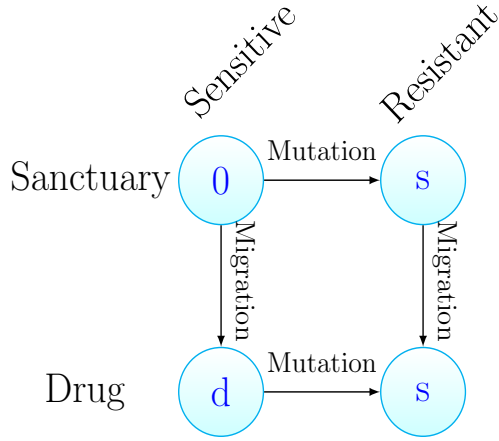 Sensitive
Resistant
Sanctuary
0
Mutation
s
Migration
Migration
Drug
d
Mutation
s